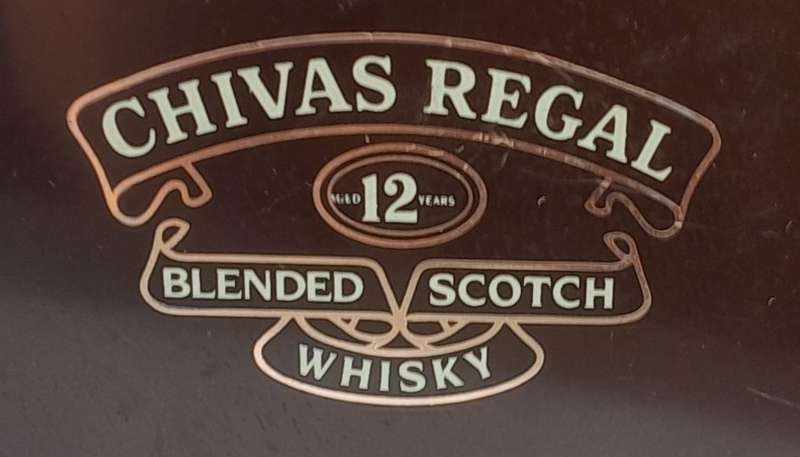 CHIVAS REGAL
AGED 12 YEARS
BLENDED SCOTCH
WHISKY